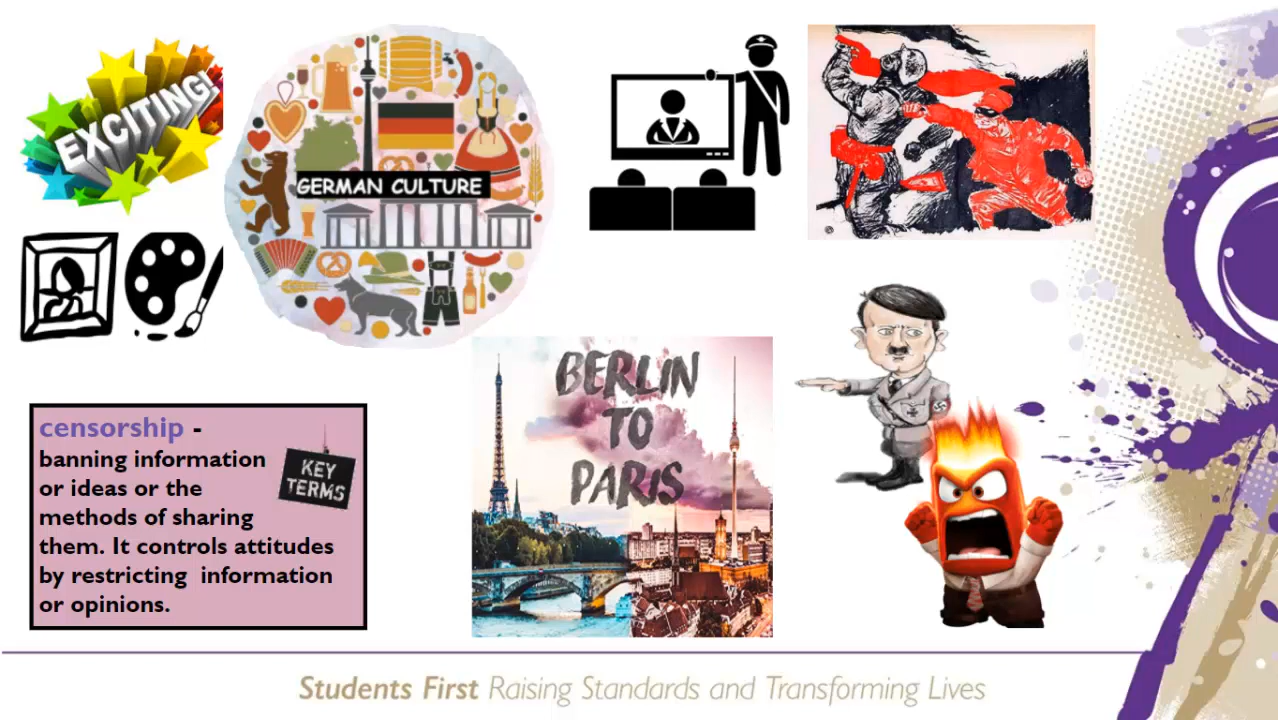 EXCITING!
GERMAN CULTURE
BERLIN
TO
PARIS
censorship -
banning information
or ideas or the
methods of sharing
them. It controls attitudes
by restricting information
or opinions.
KEY
TERMS
Students First Raising Standards and Transforming Lives